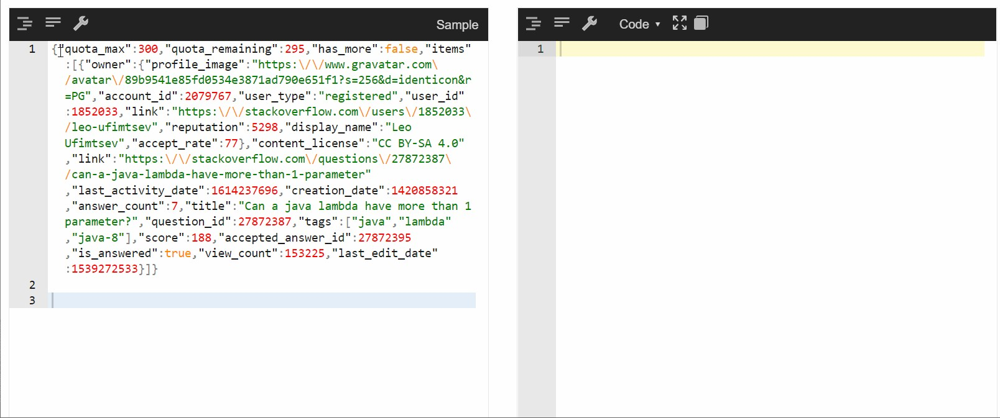 Sample
1 {"quota_max":300,"quota_remaining":295,"has_more":false,"items"
:[{"owner":{"profile_image":"https:\/\/www.gravatar.com\
/avatar\/89b9541e85fd0534e3871ad790e651f1?s=256&d=identicon&r
=PG","account_id":2079767,"user_type":"registered","user_id"
:1852033,"link":"https:\/\/stackoverflow.com\/users\/1852033\
/leo-ufimtsev","reputation":5298,"display_name":"Leo
Ufimtsev","accept_rate":77},"content_license":"CC BY-SA 4.0"
,"link":"https:\/\/stackoverflow.com\/questions\/27872387\
/can-a-java-lambda-have-more-than-1-parameter"
,"last_activity_date":1614237696,"creation_date":1420858321
,"answer_count":7,"title":"Can a java lambda have more than 1
parameter?","question_id":27872387,"tags":["java","lambda"
,"java-8"],"score":188,"accepted_answer_id":27872395
,"is_answered":true,"view_count":153225,"last_edit_date"
:1539272533}]}
2
3
Code
1